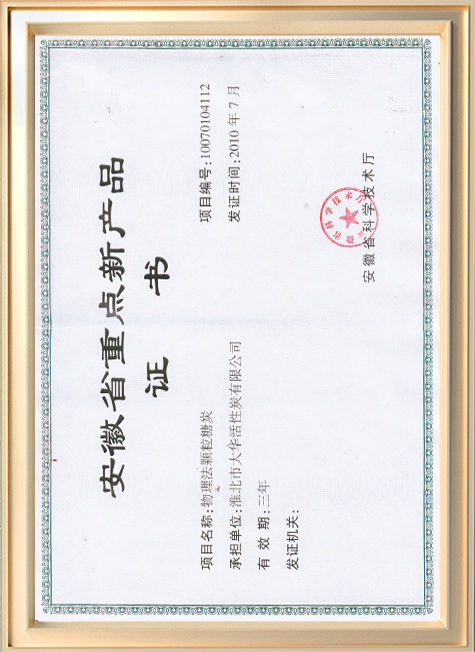 安徽省重点新产品
证书
项目名称:物理法颗粒糖炭
项目编号:10070104112
承担单位:淮北市大华活性炭有限公司
发证时间:2010年7月
有效期:三年
发证机关:
安徽省科学技术厅